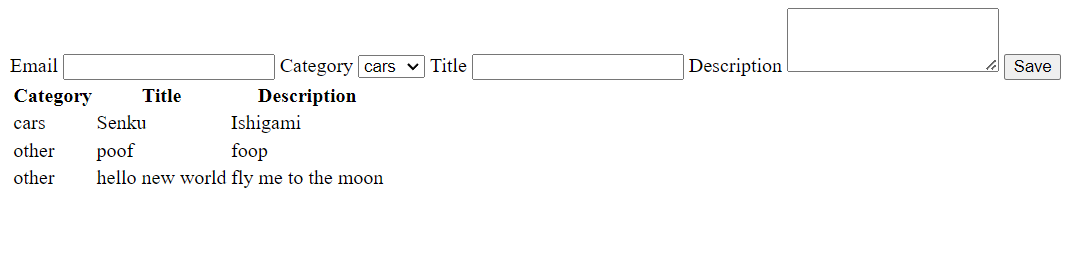 Email Category cars Title Description Save
Category Title Description
cars Senku Ishigami
other poof foop
other hello new world fly me to the moon